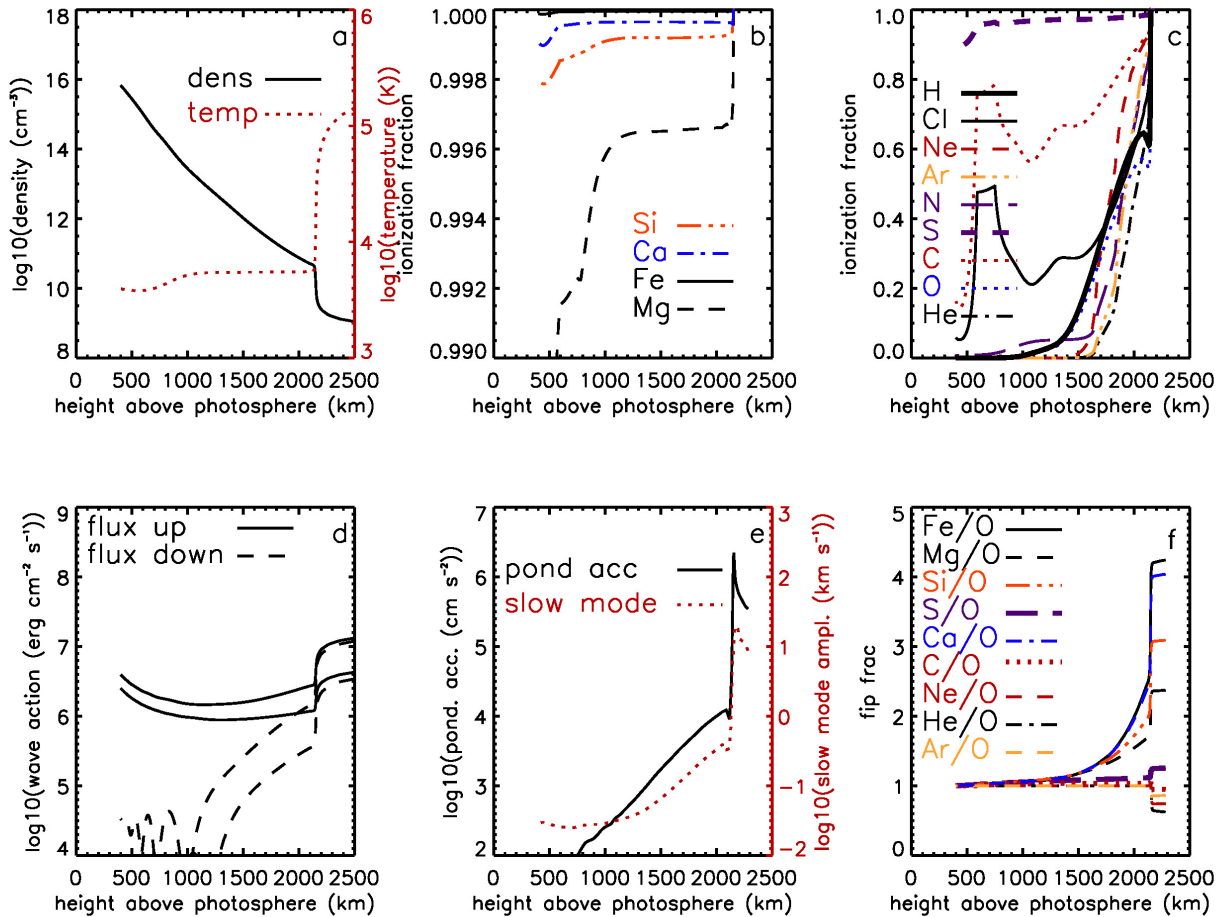 a
log10(density (cm⁻³))
18
16
14
12
10
8
dens
temp
log10(temperature (K))
6
5
4
3
0
500
1000
1500
2000
2500
height above photosphere (km)
b
ionization fraction
1.000
0.998
0.996
0.994
0.992
0.990
Si
Ca
Fe
Mg
0
500
1000
1500
2000
2500
height above photosphere (km)
c
ionization fraction
1.0
0.8
0.6
0.4
0.2
0.0
H
Cl
Ne
Ar
N
S
C
O
He
0
500
1000
1500
2000
2500
height above photosphere (km)
d
log10(wave action (erg cm⁻² s⁻¹))
9
8
7
6
5
4
flux up
flux down
0
500
1000
1500
2000
2500
height above photosphere (km)
e
log10(pond. acc. (cm s⁻²))
7
6
5
4
3
2
pond acc
slow mode
log10(slow mode ampl. (km s⁻¹))
3
2
1
0
−1
−2
0
500
1000
1500
2000
2500
height above photosphere (km)
f
fip frac
5
4
3
2
1
0
Fe/O
Mg/O
Si/O
S/O
Ca/O
C/O
Ne/O
He/O
Ar/O
0
500
1000
1500
2000
2500
height above photosphere (km)